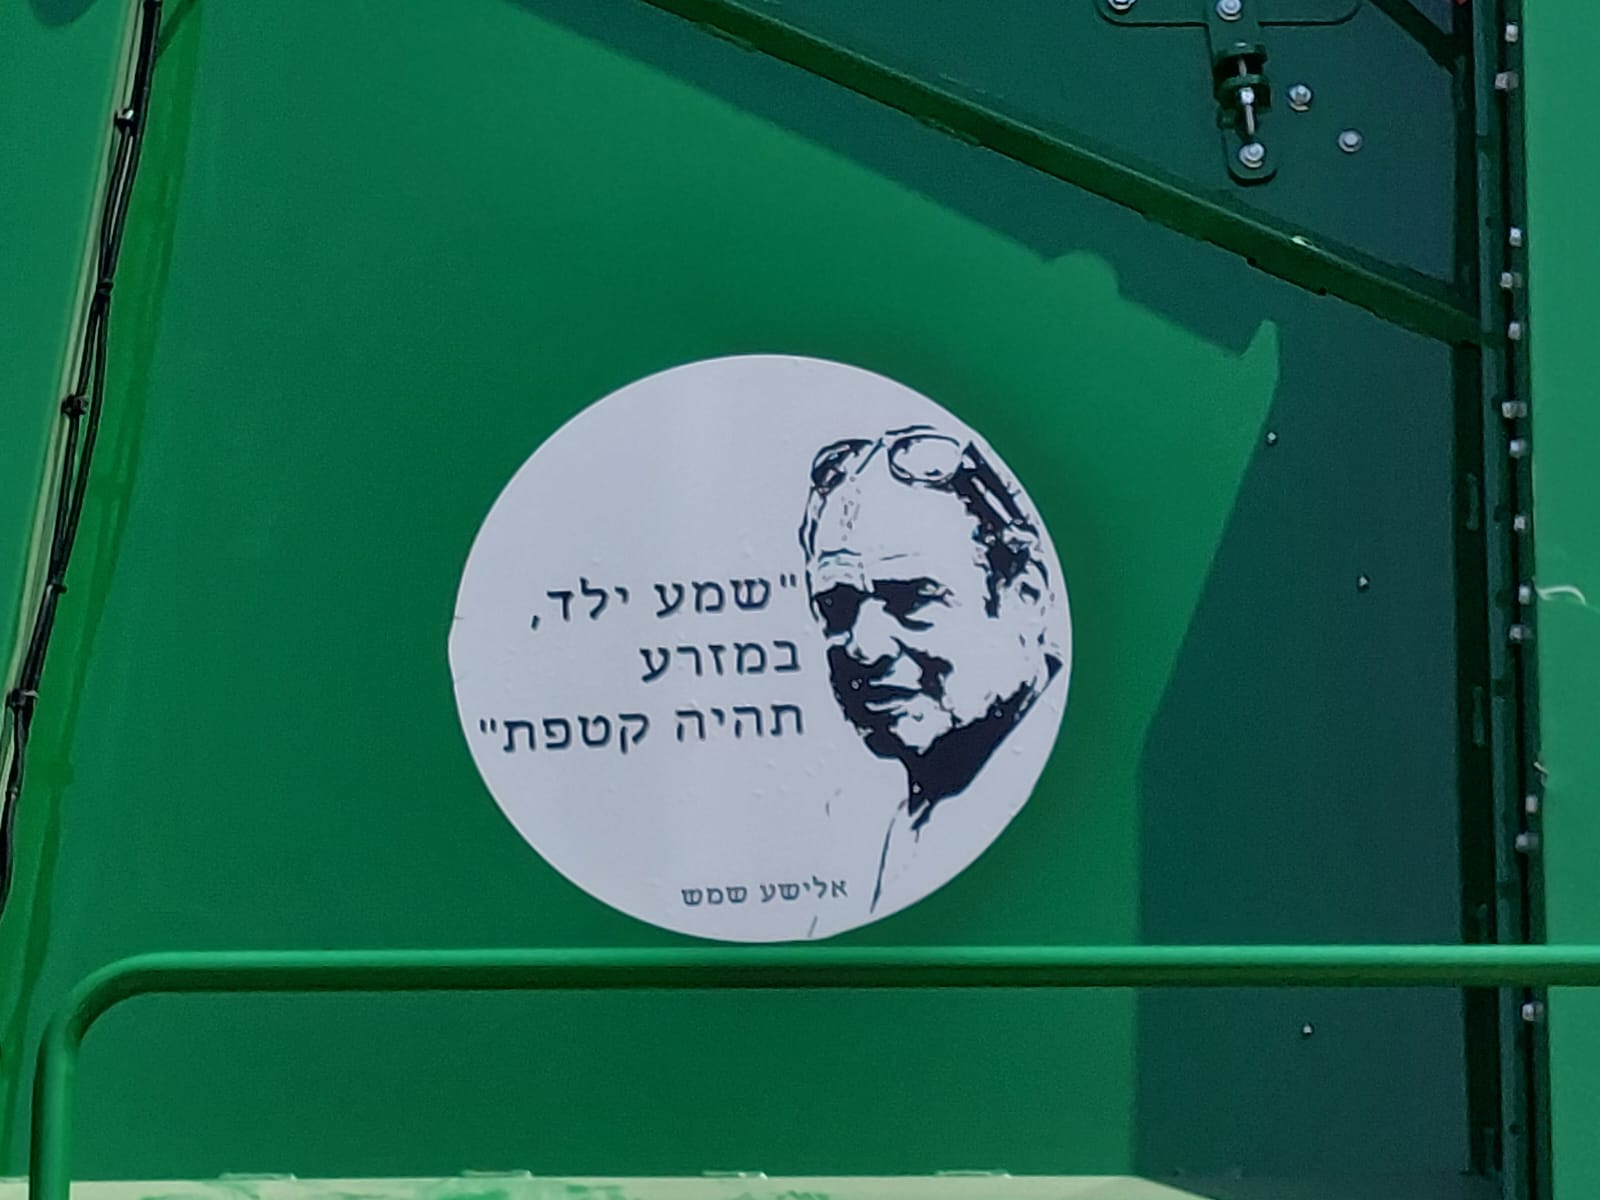 "שמע ילד,
במזרע
תהיה קטפת"
אלישע שמש